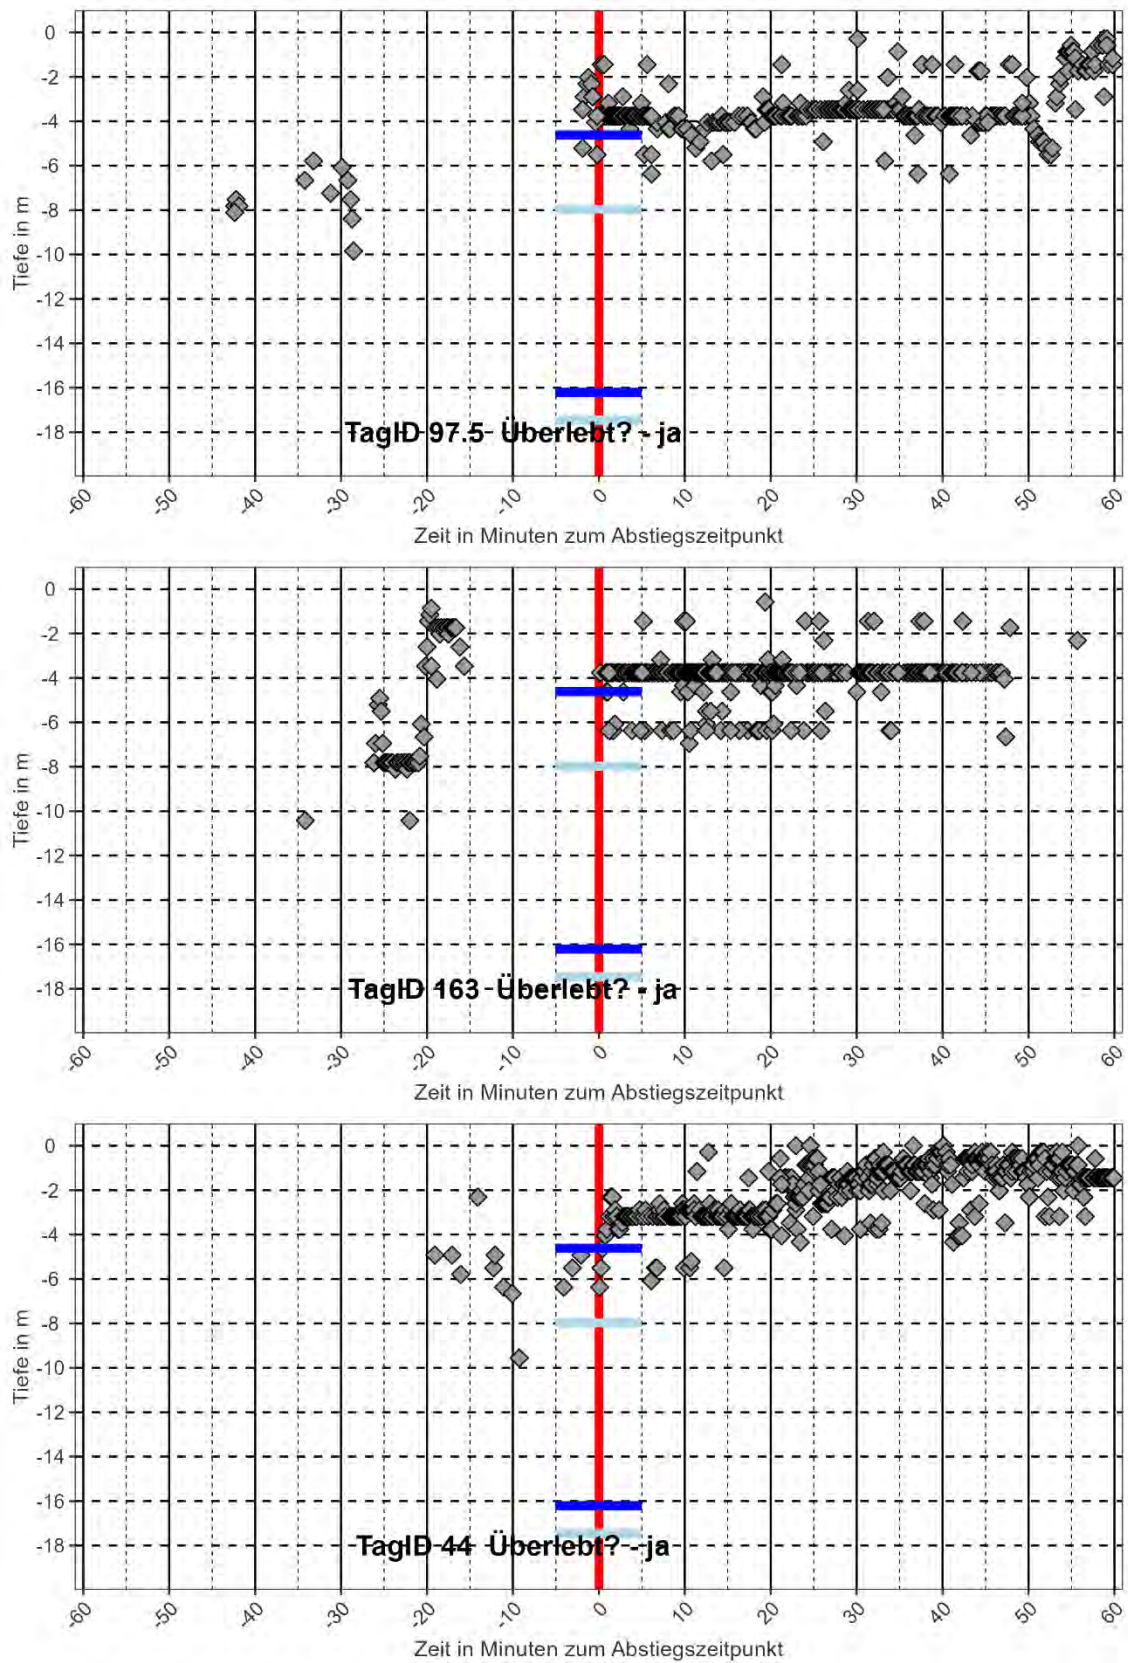 0
-2
-4
-6
-8
-10
-12
-14
-16
-18
Tiefe in m
TagID 97.5 Überlebt? - ja
-60 -50 -40 -30 -20 -10 0 10 20 30 40 50 60
Zeit in Minuten zum Abstiegszeitpunkt
0
-2
-4
-6
-8
-10
-12
-14
-16
-18
Tiefe in m
TagID 163 Überlebt? - ja
-60 -50 -40 -30 -20 -10 0 10 20 30 40 50 60
Zeit in Minuten zum Abstiegszeitpunkt
0
-2
-4
-6
-8
-10
-12
-14
-16
-18
Tiefe in m
TagID 44 Überlebt? - ja
-60 -50 -40 -30 -20 -10 0 10 20 30 40 50 60
Zeit in Minuten zum Abstiegszeitpunkt